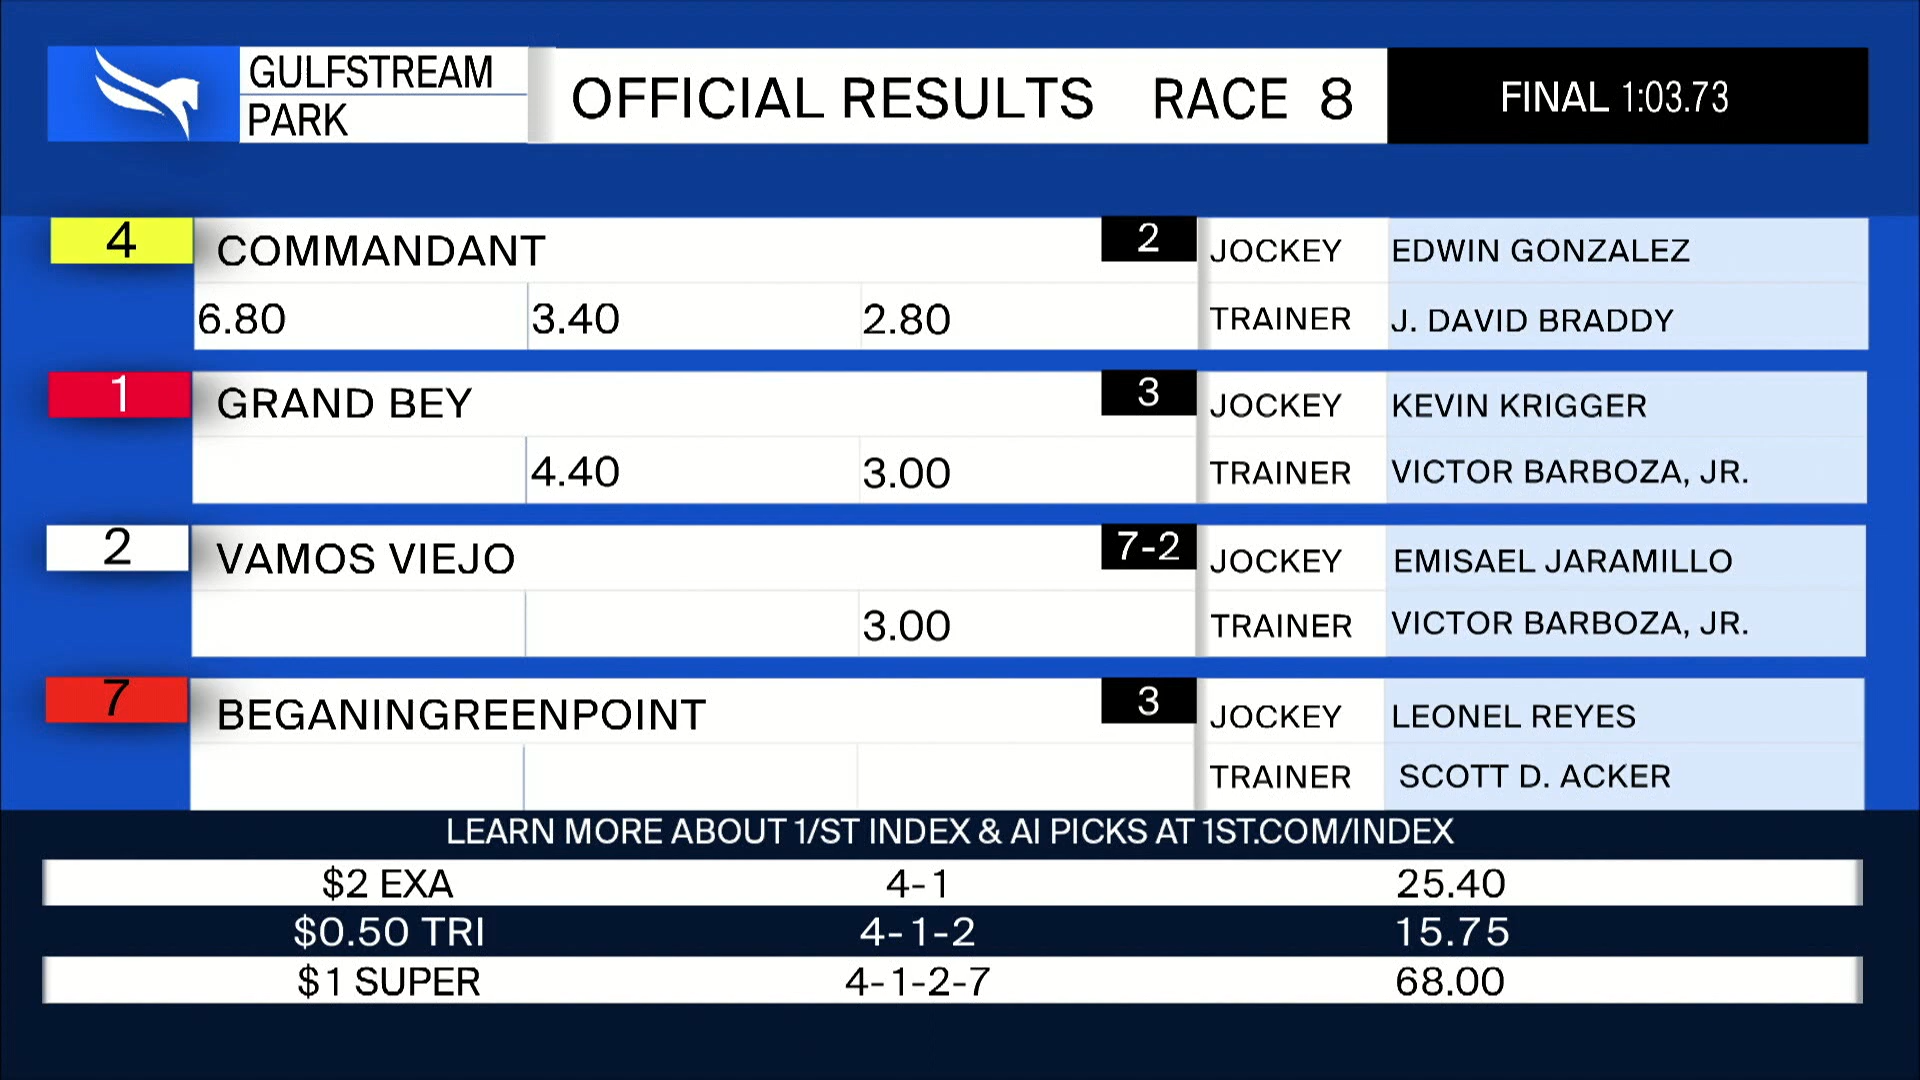 GULFSTREAM
PARK
OFFICIAL RESULTS RACE 8
FINAL 1:03.73
4 COMMANDANT 2 JOCKEY EDWIN GONZALEZ
6.80 3.40 2.80 TRAINER J. DAVID BRADDY
1 GRAND BEY 3 JOCKEY KEVIN KRIGGER
4.40 3.00 TRAINER VICTOR BARBOZA, JR.
2 VAMOS VIEJO 7-2 JOCKEY EMISAEL JARAMILLO
3.00 TRAINER VICTOR BARBOZA, JR.
7 BEGANINGREENPOINT 3 JOCKEY LEONEL REYES
TRAINER SCOTT D. ACKER
LEARN MORE ABOUT 1/ST INDEX & AI PICKS AT 1ST.COM/INDEX
$2 EXA 4-1 25.40
$0.50 TRI 4-1-2 15.75
$1 SUPER 4-1-2-7 68.00